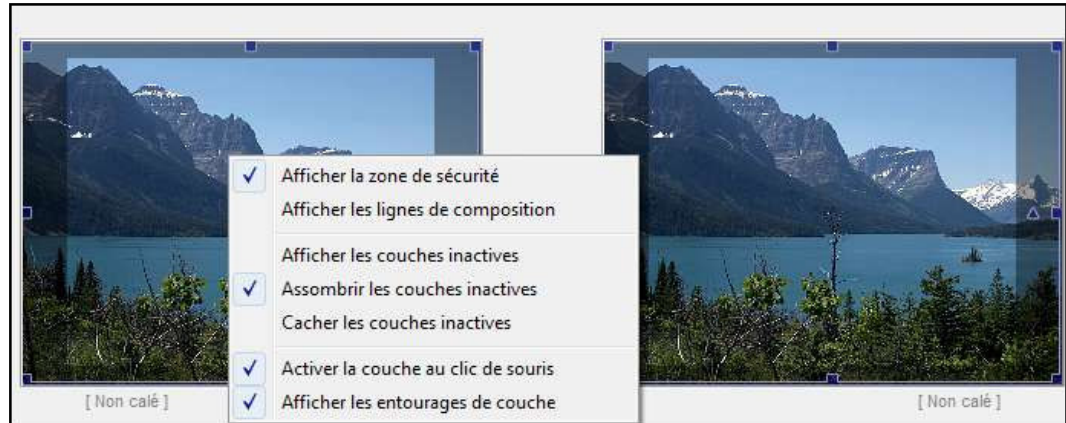 Afficher la zone de sécurité
Afficher les lignes de composition
Afficher les couches inactives
Assombrir les couches inactives
Cacher les couches inactives
Activer la couche au clic de souris
Afficher les entourages de couche
[ Non calé ]
[ Non calé ]